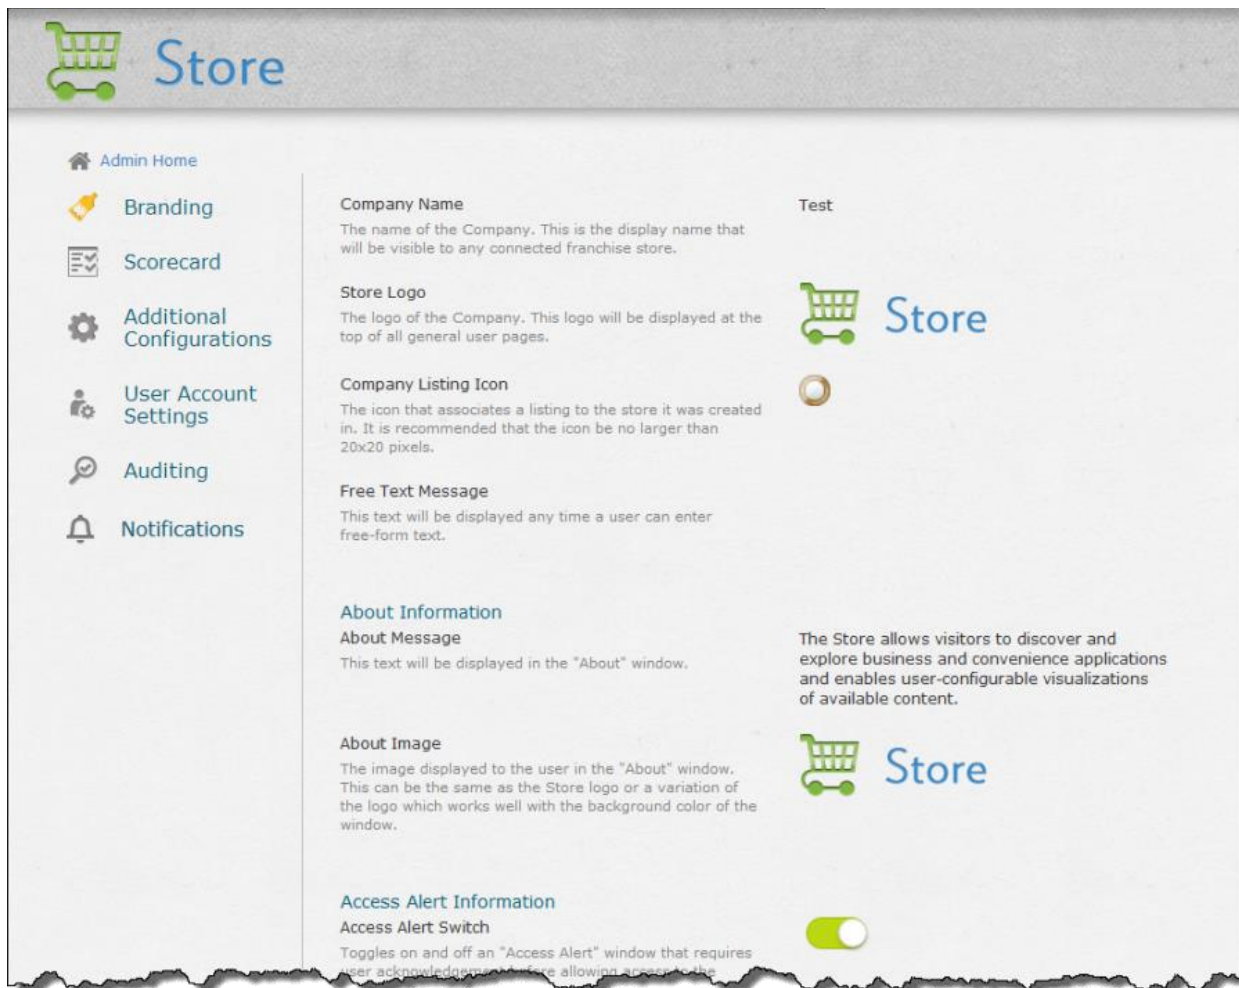 Store
Admin Home
Branding
Scorecard
Additional
Configurations
User Account
Settings
Auditing
Notifications
Company Name
The name of the Company. This is the display name that
will be visible to any connected franchise store.
Test
Store Logo
The logo of the Company. This logo will be displayed at the
top of all general user pages.
Store
Company Listing Icon
The icon that associates a listing to the store it was created
in. It is recommended that the icon be no larger than
20x20 pixels.
Free Text Message
This text will be displayed any time a user can enter
free-form text.
About Information
About Message
This text will be displayed in the "About" window.
The Store allows visitors to discover and
explore business and convenience applications
and enables user-configurable visualizations
of available content.
About Image
The image displayed to the user in the "About" window.
This can be the same as the Store logo or a variation of
the logo which works well with the background color of the
window.
Store
Access Alert Information
Access Alert Switch
Toggles on and off an "Access Alert" window that requires
user acknowledgement before allowing access to the